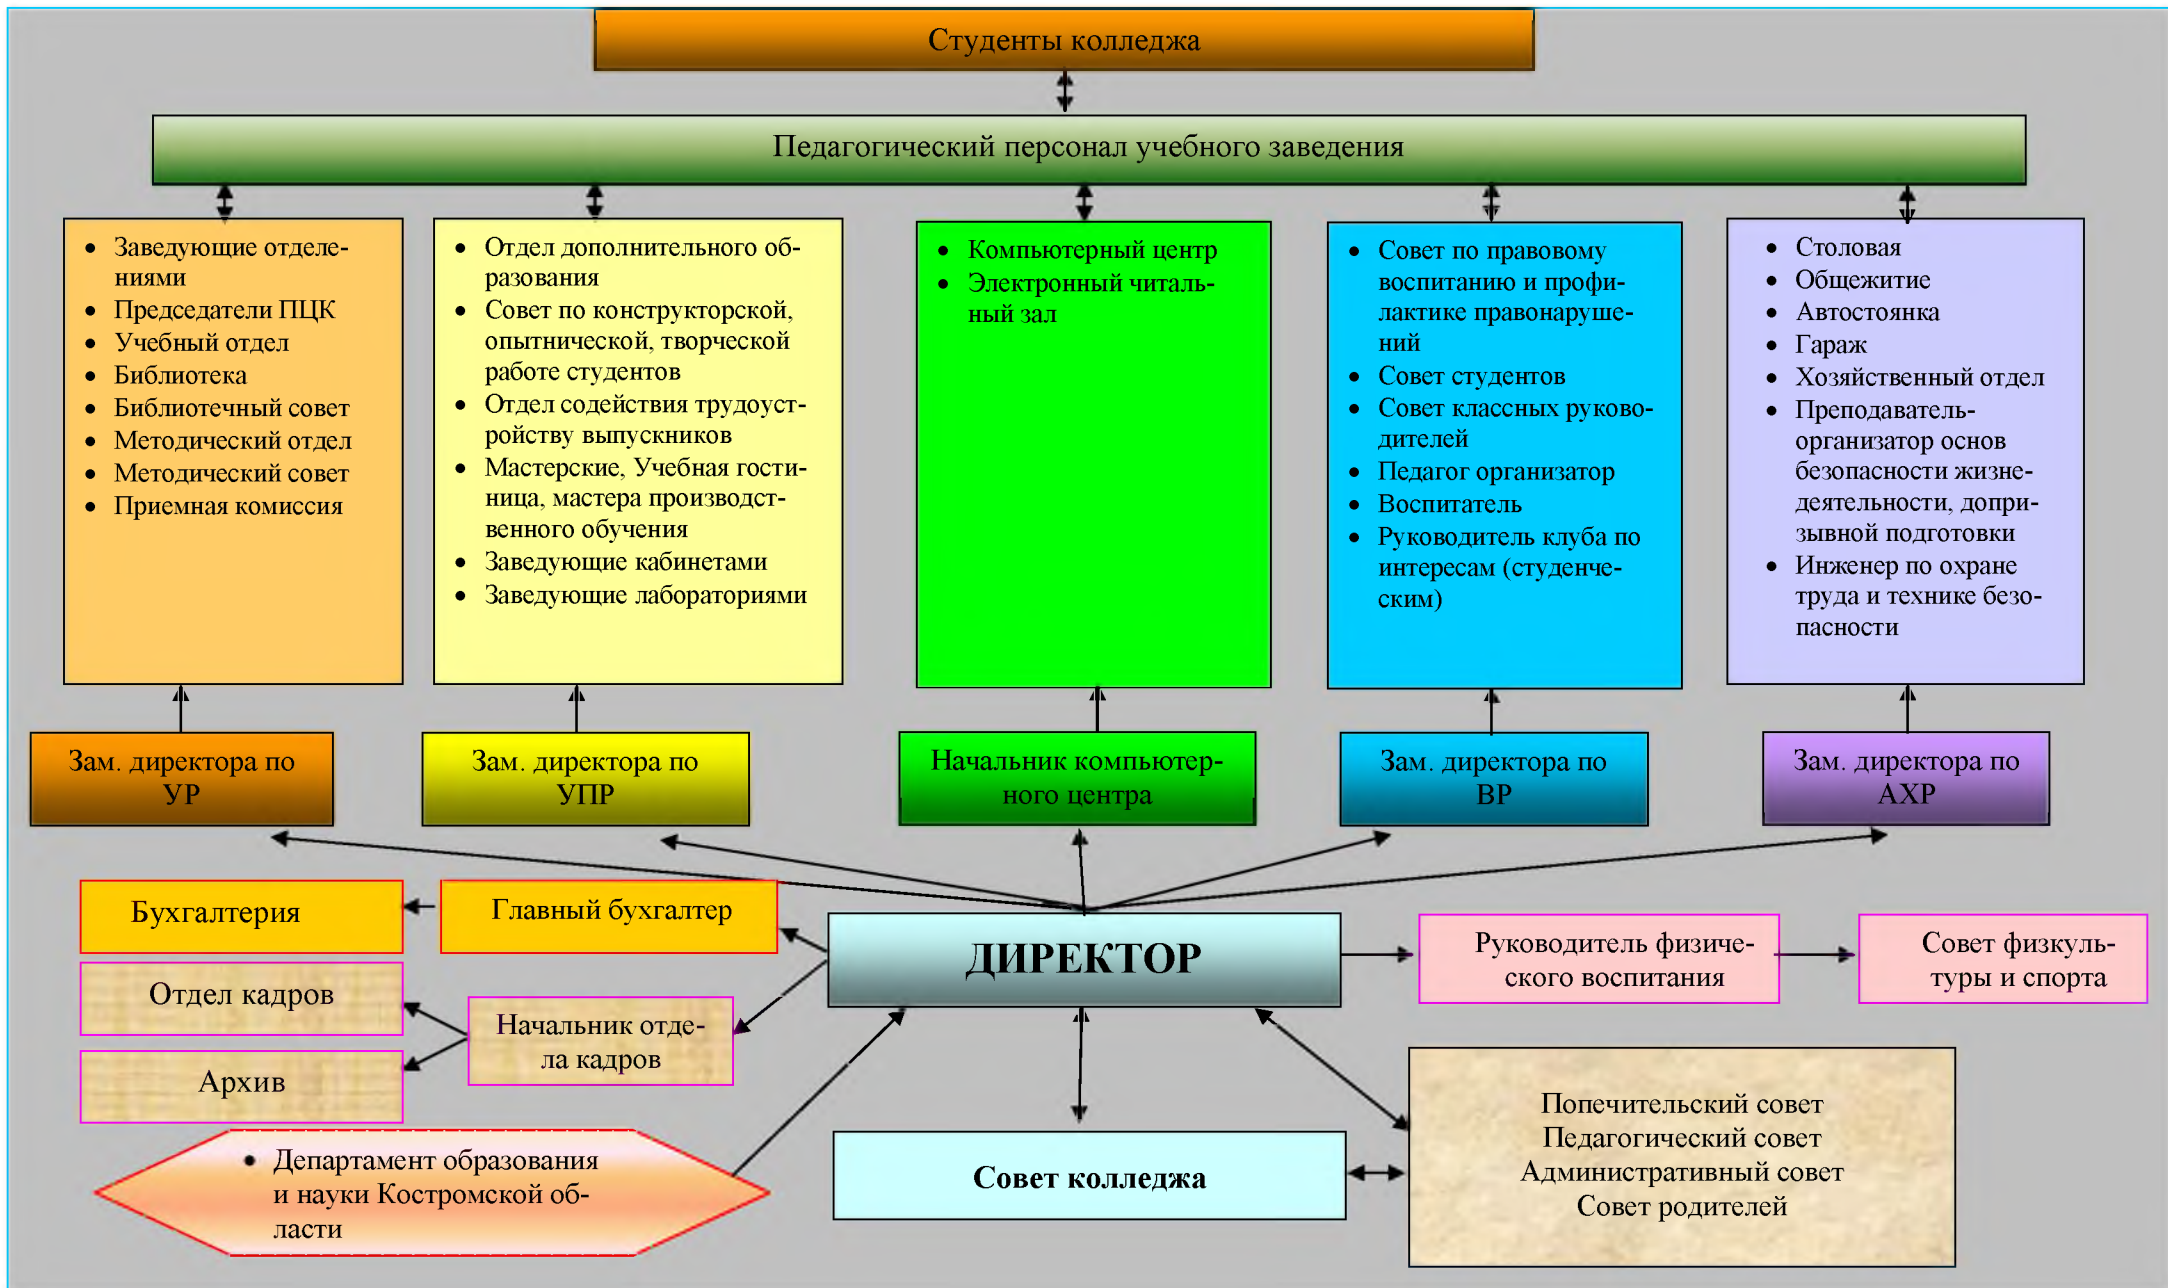 Студенты колледжа
Педагогический персонал учебного заведения
• Заведующие отделе-
ниями
• Председатели ПЦК
• Учебный отдел
• Библиотека
• Библиотечный совет
• Методический отдел
• Методический совет
• Приемная комиссия
• Отдел дополнительного об-
разования
• Совет по конструкторской,
опытнической, творческой
работе студентов
• Отдел содействия трудоуст-
ройству выпускников
• Мастерские, Учебная гости-
ница, мастера производст-
венного обучения
• Заведующие кабинетами
• Заведующие лабораториями
• Компьютерный центр
• Электронный читаль-
ный зал
• Совет по правовому
воспитанию и профи-
лактике правонаруше-
ний
• Совет студентов
• Совет классных руково-
дителей
• Педагог организатор
• Воспитатель
• Руководитель клуба по
интересам (студенче-
ским)
• Столовая
• Общежитие
• Автостоянка
• Гараж
• Хозяйственный отдел
• Преподаватель-
организатор основ
безопасности жизне-
деятельности, допри-
зывной подготовки
• Инженер по охране
труда и технике безо-
пасности
Зам. директора по
УР
Зам. директора по
УПР
Начальник компьютер-
ного центра
Зам. директора по
ВР
Зам. директора по
АХР
Бухгалтерия
Главный бухгалтер
ДИРЕКТОР
Руководитель физиче-
ского воспитания
Совет физкуль-
туры и спорта
Отдел кадров
Начальник отде-
ла кадров
Архив
• Департамент образования
и науки Костромской об-
ласти
Совет колледжа
Попечительский совет
Педагогический совет
Административный совет
Совет родителей